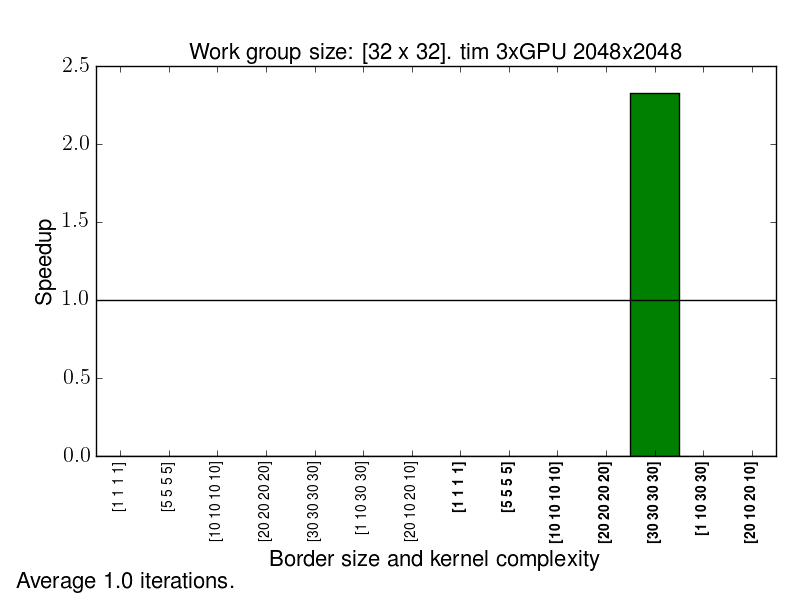 Work group size: [32 x 32]. tim 3xGPU 2048x2048
2.5
2.0
1.5
1.0
0.5
0.0
Speedup
[1 1 1 1]
[5 5 5 5]
[10 10 10 10]
[20 20 20 20]
[30 30 30 30]
[1 10 30 30]
[20 10 20 10]
[1 1 1 1]
[5 5 5 5]
[10 10 10 10]
[20 20 20 20]
[30 30 30 30]
[1 10 30 30]
[20 10 20 10]
Border size and kernel complexity
Average 1.0 iterations.